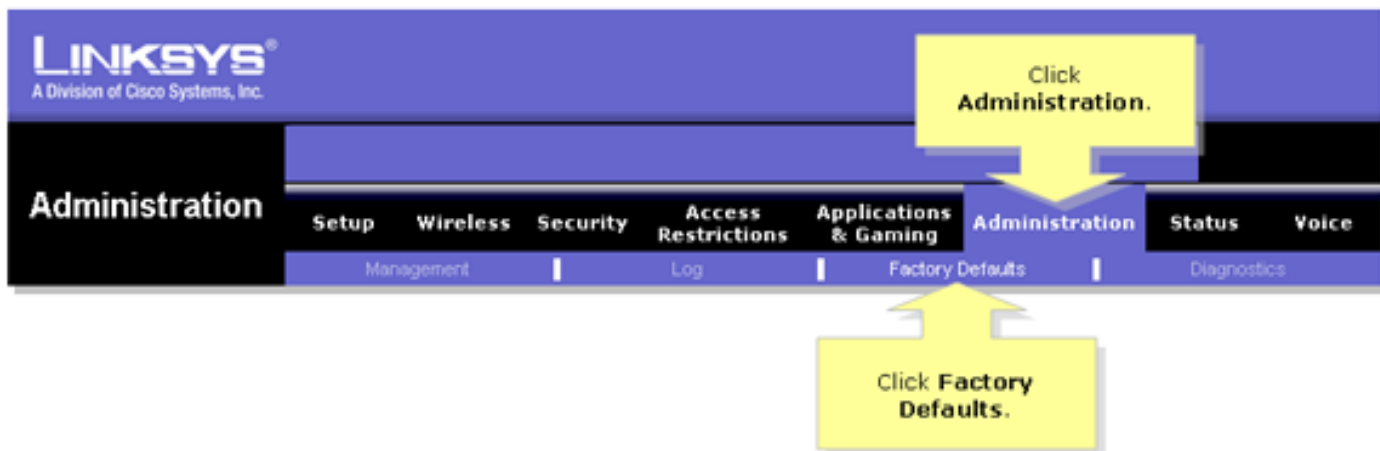 LINKSYS®
A Division of Cisco Systems, Inc.
Click
Administration.
Administration
Setup
Wireless
Security
Access
Restrictions
Applications
& Gaming
Administration
Status
Voice
Management
Log
Factory Defaults
Diagnostics
Click Factory
Defaults.